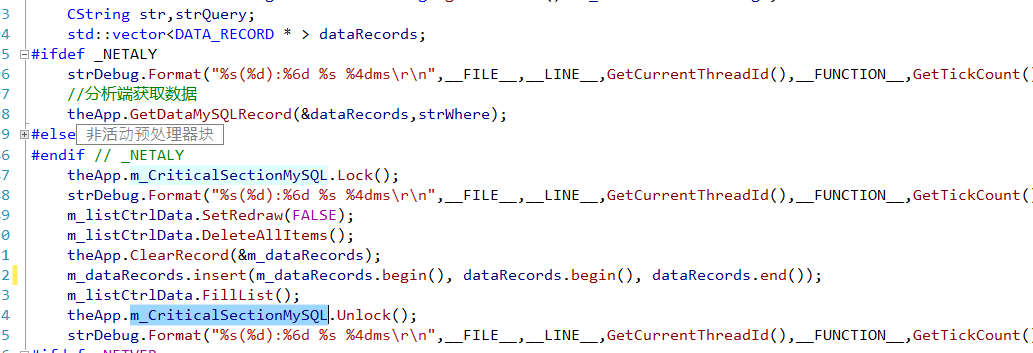 3 CString str,strQuery;
4 std::vector<DATA_RECORD * > dataRecords;
5 #ifdef _NETALY
6 strDebug.Format("%s(%d):%6d %s %4dms\r\n",__FILE__,__LINE__,GetCurrentThreadId(),__FUNCTION__,GetTickCount()
7 //分析端获取数据
8 theApp.GetDataMySQLRecord(&dataRecords,strWhere);
9 #else 非活动预处理器块
6 #endif // _NETALY
7 theApp.m_CriticalSectionMySQL.Lock();
8 strDebug.Format("%s(%d):%6d %s %4dms\r\n",__FILE__,__LINE__,GetCurrentThreadId(),__FUNCTION__,GetTickCount()
9 m_listCtrlData.SetRedraw(FALSE);
0 m_listCtrlData.DeleteAllItems();
1 theApp.ClearRecord(&m_dataRecords);
2 m_dataRecords.insert(m_dataRecords.begin(), dataRecords.begin(), dataRecords.end());
3 m_listCtrlData.FillList();
4 theApp.m_CriticalSectionMySQL.Unlock();
5 strDebug.Format("%s(%d):%6d %s %4dms\r\n",__FILE__,__LINE__,GetCurrentThreadId(),__FUNCTION__,GetTickCount()